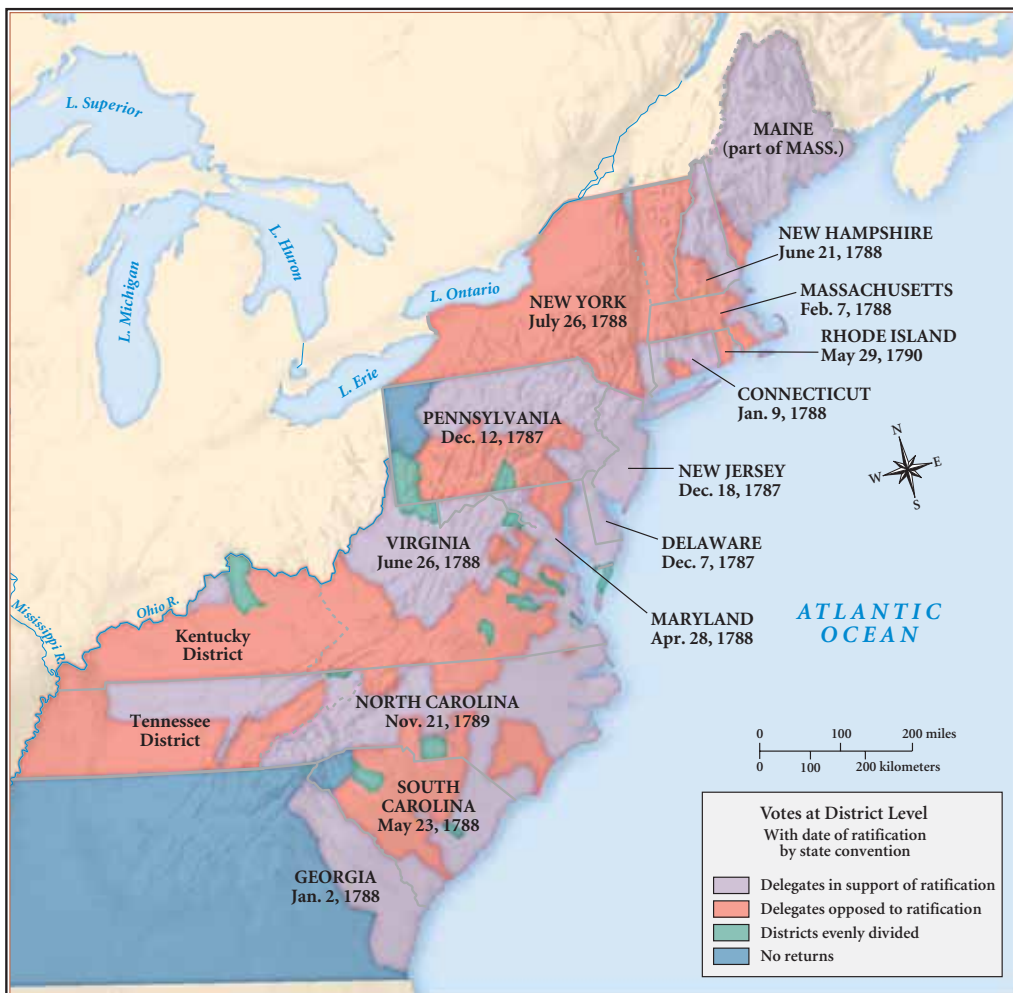 L. Superior
MAINE
(part of MASS.)
L. Michigan
L. Huron
L. Ontario
L. Erie
NEW HAMPSHIRE
June 21, 1788
MASSACHUSETTS
Feb. 7, 1788
NEW YORK
July 26, 1788
RHODE ISLAND
May 29, 1790
CONNECTICUT
Jan. 9, 1788
PENNSYLVANIA
Dec. 12, 1787
N
W
E
S
NEW JERSEY
Dec. 18, 1787
VIRGINIA
June 26, 1788
DELAWARE
Dec. 7, 1787
Ohio R.
Mississippi R.
MARYLAND
Apr. 28, 1788
ATLANTIC
OCEAN
Kentucky
District
Tennessee
District
NORTH CAROLINA
Nov. 21, 1789
0 100 200 miles
0 100 200 kilometers
SOUTH
CAROLINA
May 23, 1788
GEORGIA
Jan. 2, 1788
Votes at District Level
With date of ratification
by state convention
Delegates in support of ratification
Delegates opposed to ratification
Districts evenly divided
No returns